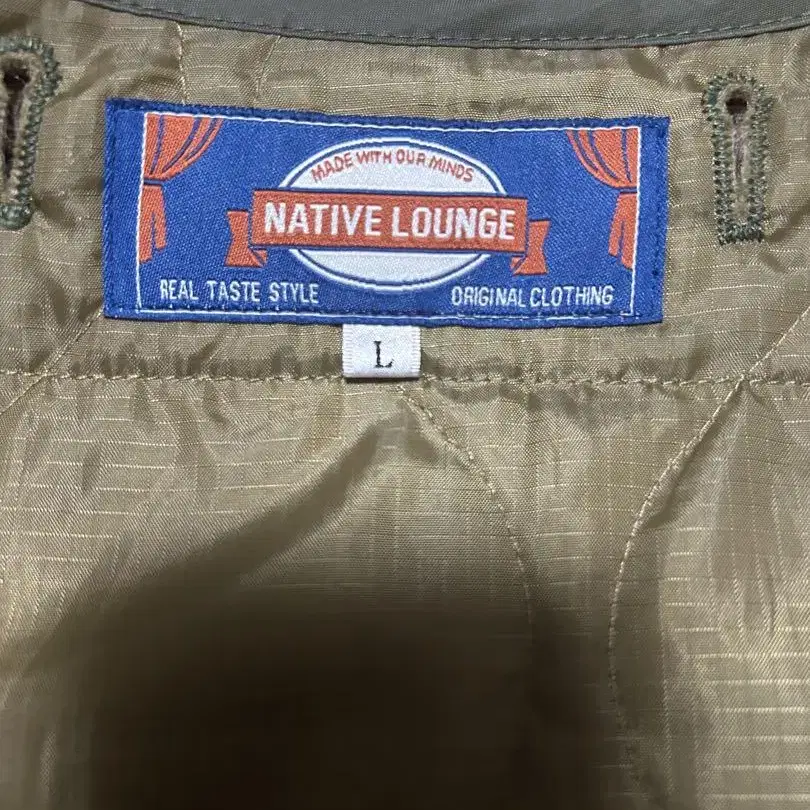 MADE WITH OUR MINDS
NATIVE LOUNGE
REAL TASTE STYLE
ORIGINAL CLOTHING
L